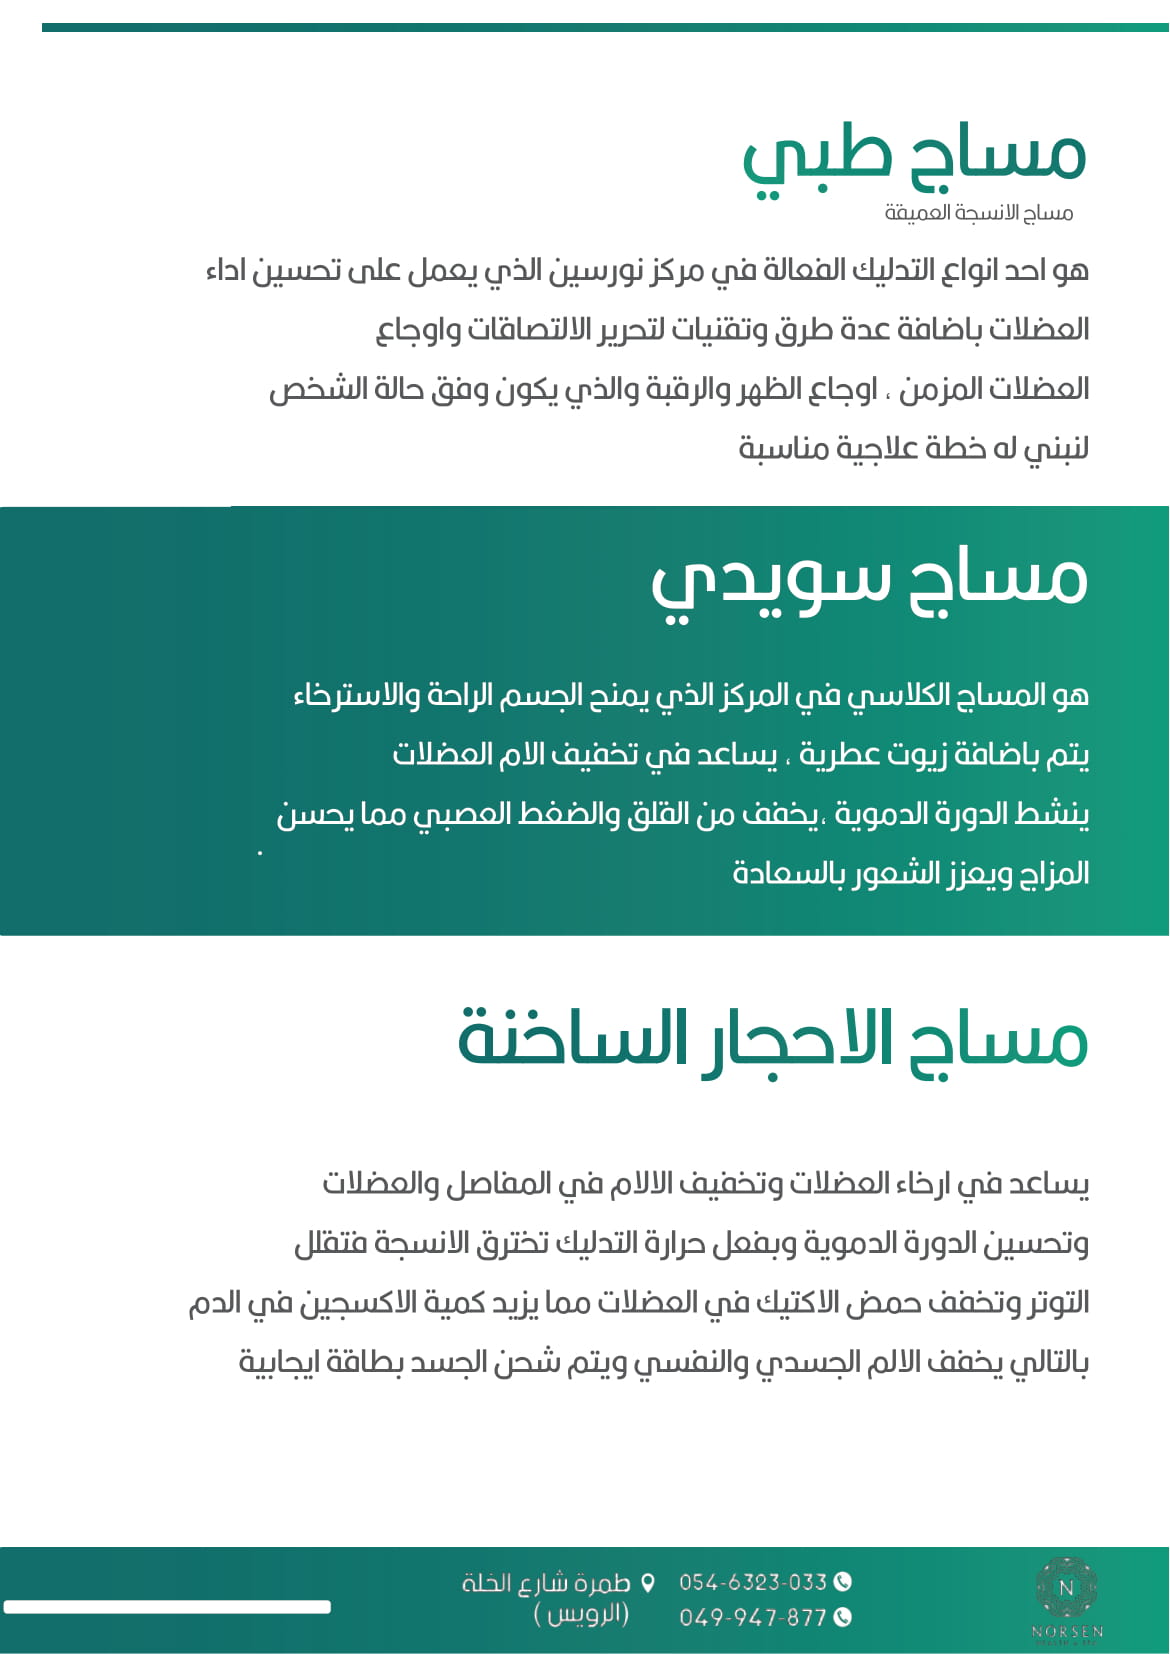 مساج طبي
مساج الانسجة العميقة
هو احد انواع التدليك الفعالة في مركز نورسين الذي يعمل على تحسين اداء
العضلات باضافة عدة طرق وتقنيات لتحرير الالتصاقات واوجاع
العضلات المزمن ، اوجاع الظهر والرقبة والذي يكون وفق حالة الشخص
لنبني له خطة علاجية مناسبة
مساج سويدي
هو المساج الكلاسي في المركز الذي يمنح الجسم الراحة والاسترخاء
يتم باضافة زيوت عطرية ، يساعد في تخفيف الام العضلات
ينشط الدورة الدموية ،يخفف من القلق والضغط العصبي مما يحسن
المزاج ويعزز الشعور بالسعادة
.
مساج الاحجار الساخنة
يساعد في ارخاء العضلات وتخفيف الالام في المفاصل والعضلات
وتحسين الدورة الدموية وبفعل حرارة التدليك تخترق الانسجة فتقلل
التوتر وتخفف حمض الاكتيك في العضلات مما يزيد كمية الاكسجين في الدم
بالتالي يخفف الالم الجسدي والنفسي ويتم شحن الجسد بطاقة ايجابية
N
NORSEN
054-6323-033
049-947-877
طمرة شارع الخلة
(الرويس )